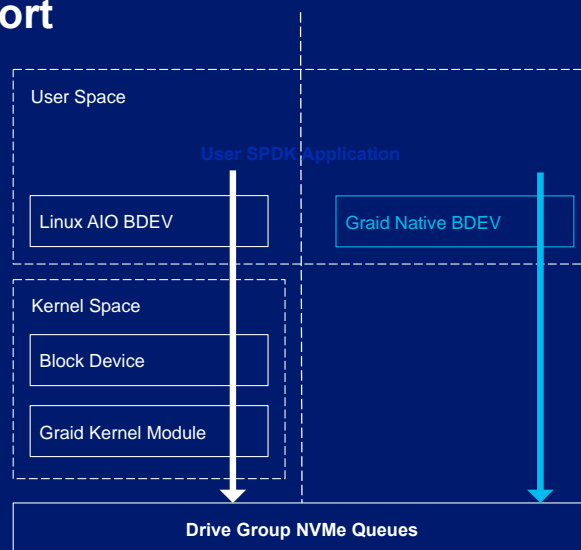 ort
User Space
User SPDK Application
Linux AIO BDEV
Graid Native BDEV
Kernel Space
Block Device
Graid Kernel Module
Drive Group NVMe Queues